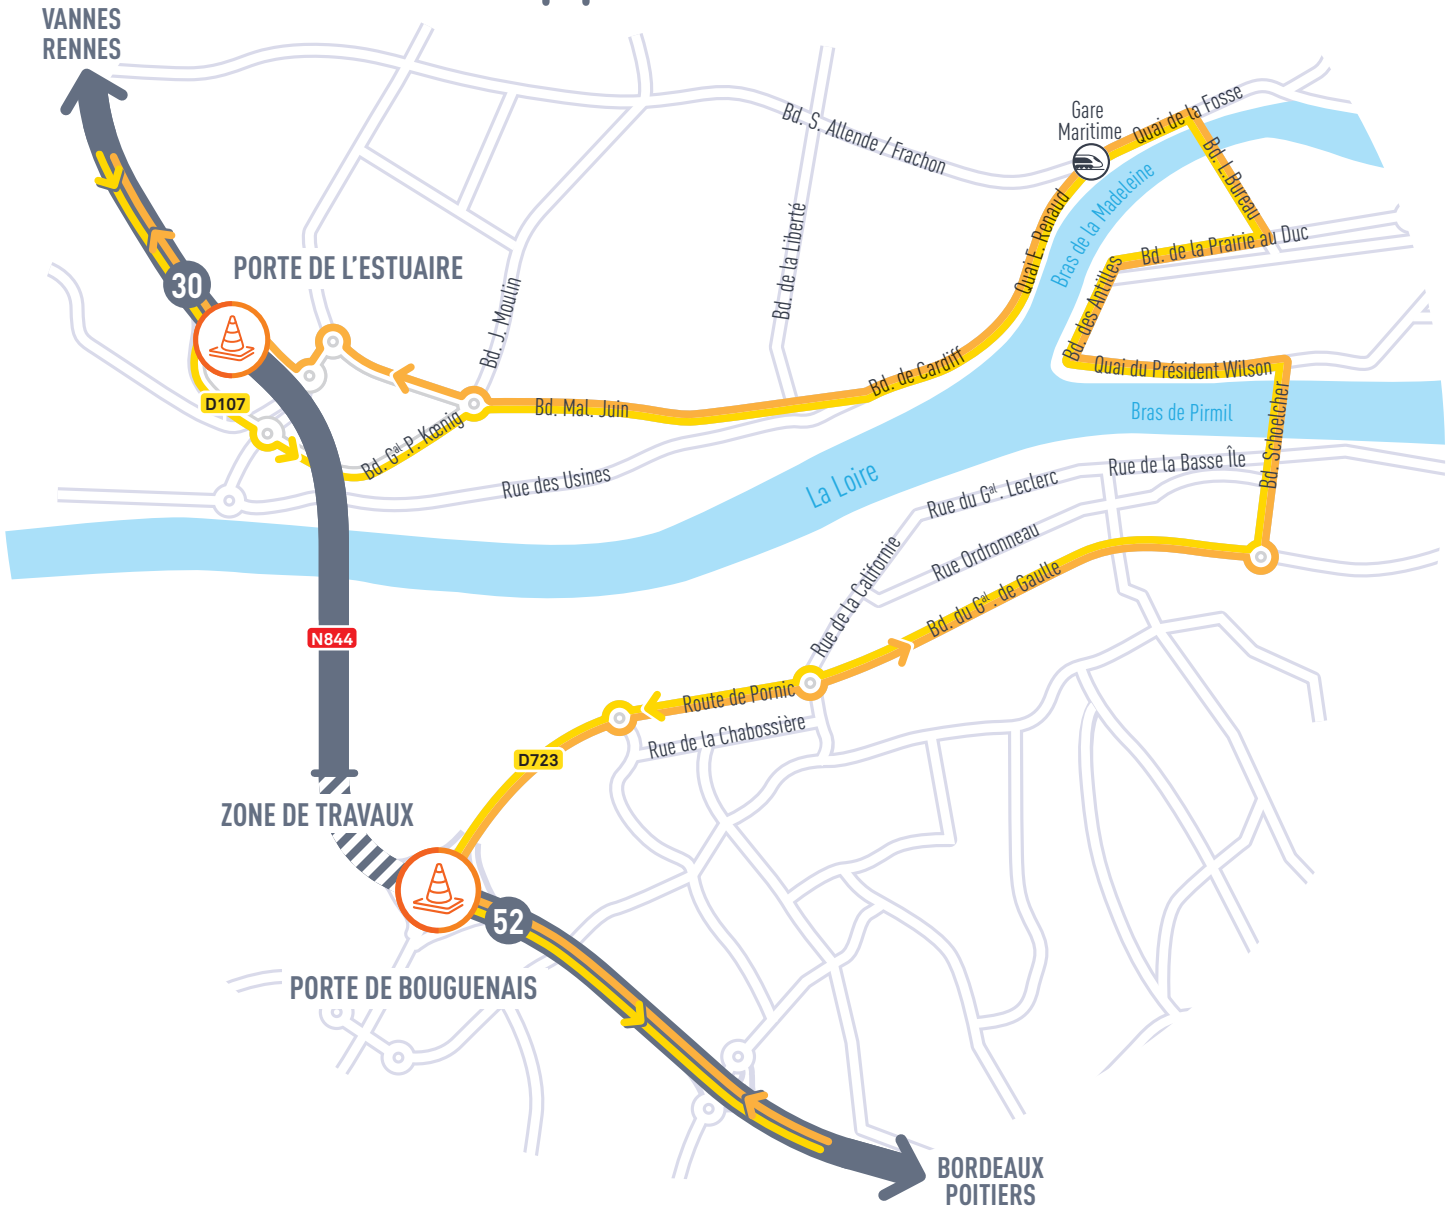 VANNES
RENNES
30
PORTE DE L'ESTUAIRE
D107
Bd. J. Moulin
Bd. Gal. P. Kœnig
Bd. Mal. Juin
Rue des Usines
Bd. S. Allende / Frachon
Bd. de la Liberté
Bd. de Cardiff
Quai E. Renaud
Gare
Maritime
Quai de la Fosse
Bras de la Madeleine
Bd. L.Bureau
Bd. de la Prairie au Duc
Bd. des Antilles
Quai du Président Wilson
Bras de Pirmil
Bd. Schoelcher
La Loire
Rue de la Basse Île
Rue du Gal. Leclerc
Rue Ordronneau
Rue de la Californie
Bd. du Gal. de Gaulle
N844
Route de Pornic
Rue de la Chabossière
D723
ZONE DE TRAVAUX
52
PORTE DE BOUGUENAIS
BORDEAUX
POITIERS